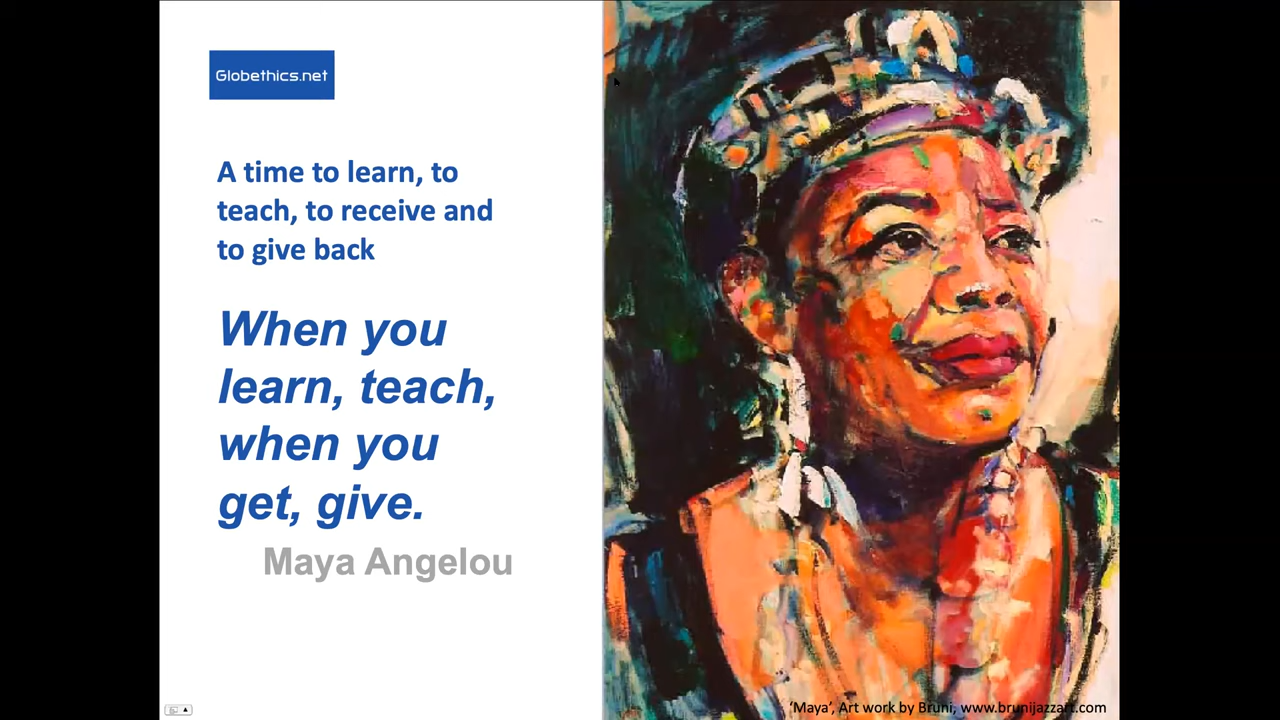 Globethics.net
A time to learn, to
teach, to receive and
to give back
When you
learn, teach,
when you
get, give.
Maya Angelou
‘Maya’, Art work by Bruni, www.brunijazzart.com